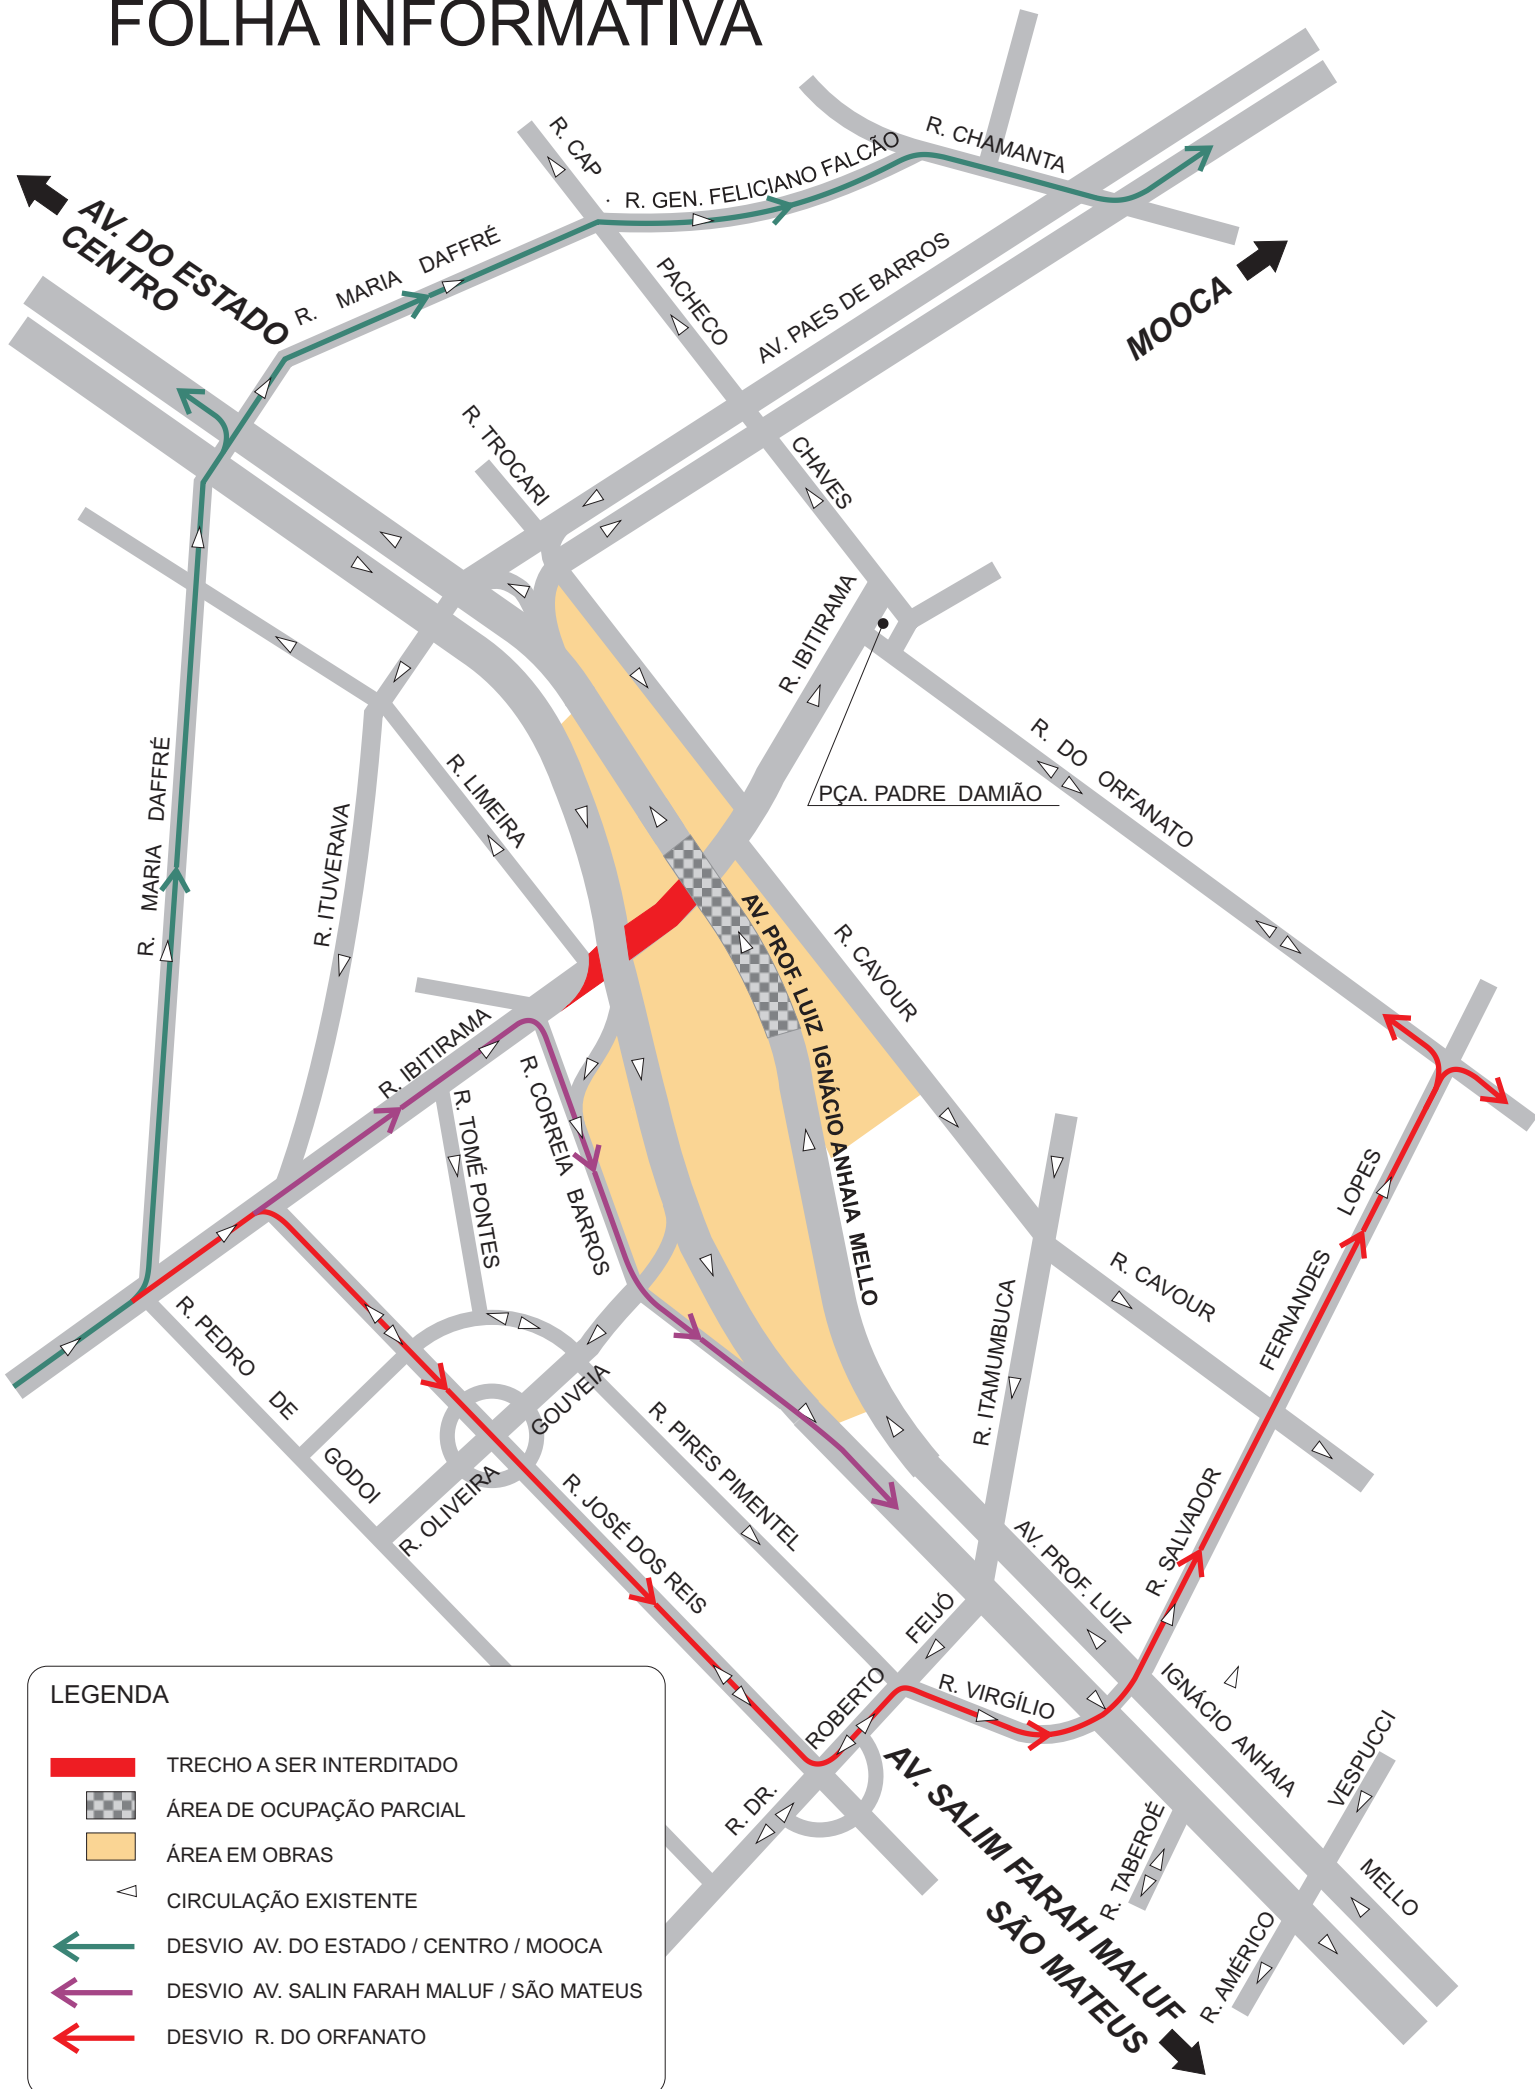 FOLHA INFORMATIVA
R. CHAMANTA
R. CAP.
R. GEN. FELICIANO FALCÃO
AV. DO ESTADO
CENTRO
R. MARIA DAFFRÉ
PACHECO
AV. PAES DE BARROS
MOOCA
R. TROCARI
CHAVES
R. IBITIRAMA
R. DO ORFANATO
PÇA. PADRE DAMIÃO
R. LIMEIRA
R. MARIA DAFFRÉ
R. ITUVERAVA
AV. PROF. LUIZ IGNÁCIO ANHAIA MELLO
R. CAVOUR
R. IBITIRAMA
R. CORREIA BARROS
R. TOMÉ PONTES
R. PEDRO DE GODOI
R. OLIVEIRA GOUVEIA
R. PIRES PIMENTEL
R. JOSÉ DOS REIS
R. ITAMUMBUCA
R. CAVOUR
R. SALVADOR FERNANDES LOPES
AV. PROF. LUIZ IGNÁCIO ANHAIA MELLO
R. DR. ROBERTO FEIJÓ
R. VIRGÍLIO
AV. SALIM FARAH MALUF
SÃO MATEUS
R. TABEROÉ
R. AMÉRICO VESPUCCI
LEGENDA
TRECHO A SER INTERDITADO
ÁREA DE OCUPAÇÃO PARCIAL
ÁREA EM OBRAS
CIRCULAÇÃO EXISTENTE
DESVIO AV. DO ESTADO / CENTRO / MOOCA
DESVIO AV. SALIN FARAH MALUF / SÃO MATEUS
DESVIO R. DO ORFANATO